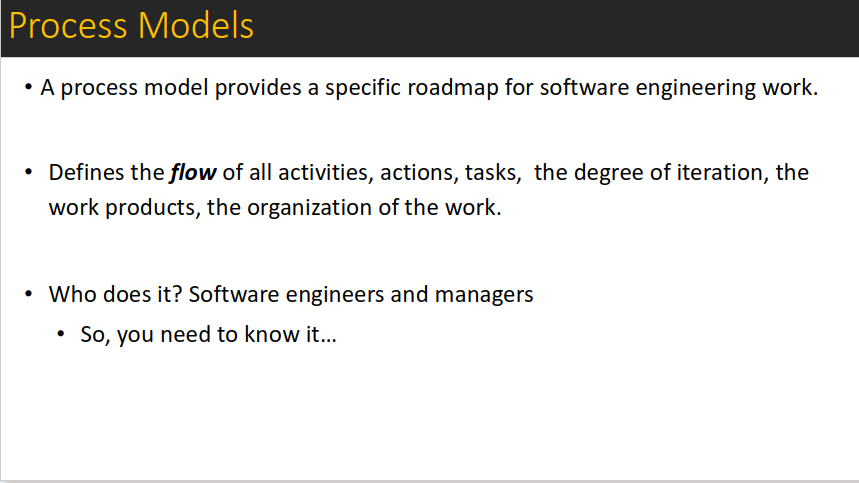 Process Models
• A process model provides a specific roadmap for software engineering work.
• Defines the flow of all activities, actions, tasks,  the degree of iteration, the
work products, the organization of the work.
• Who does it? Software engineers and managers
• So, you need to know it…